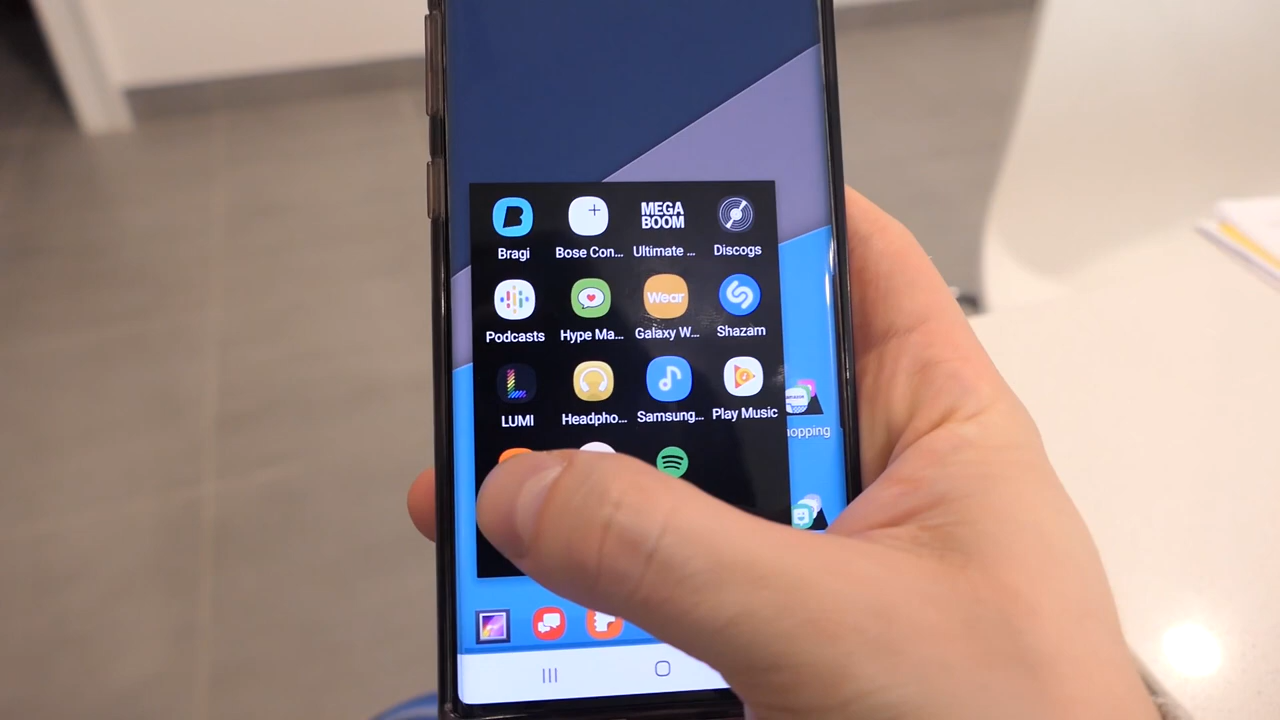 MEGA
BOOM
Bragi
Bose Con...
Ultimate ...
Discogs
Wear
Podcasts
Hype Ma...
Galaxy W...
Shazam
LUMI
Headpho...
Samsung...
Play Music
hopping